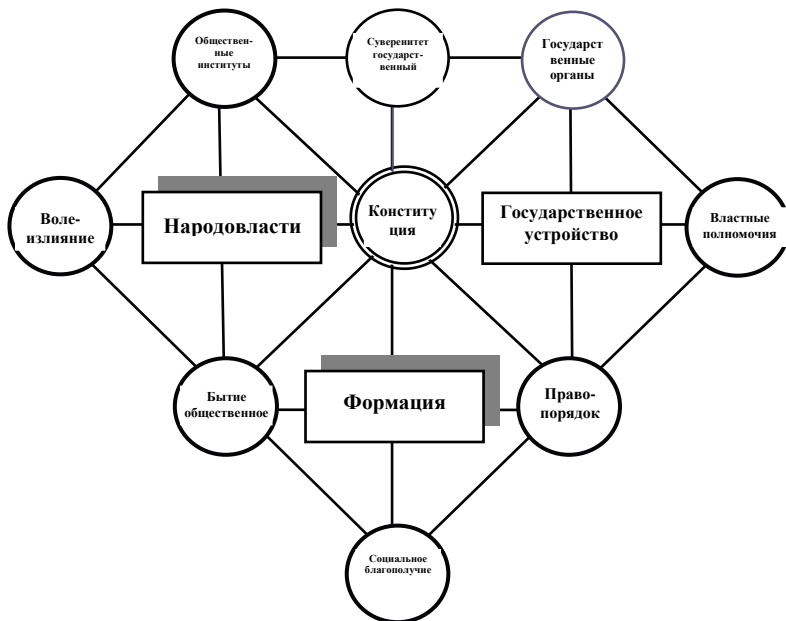 Обществен-
ные
институты
Суверенитет
государст-
венный
Государст
венные
органы
Воле-
излияние
Народовласти
Конститу
ция
Государственное
устройство
Властные
полномочия
Бытие
общественное
Формация
Право-
порядок
Социальное
благополучие